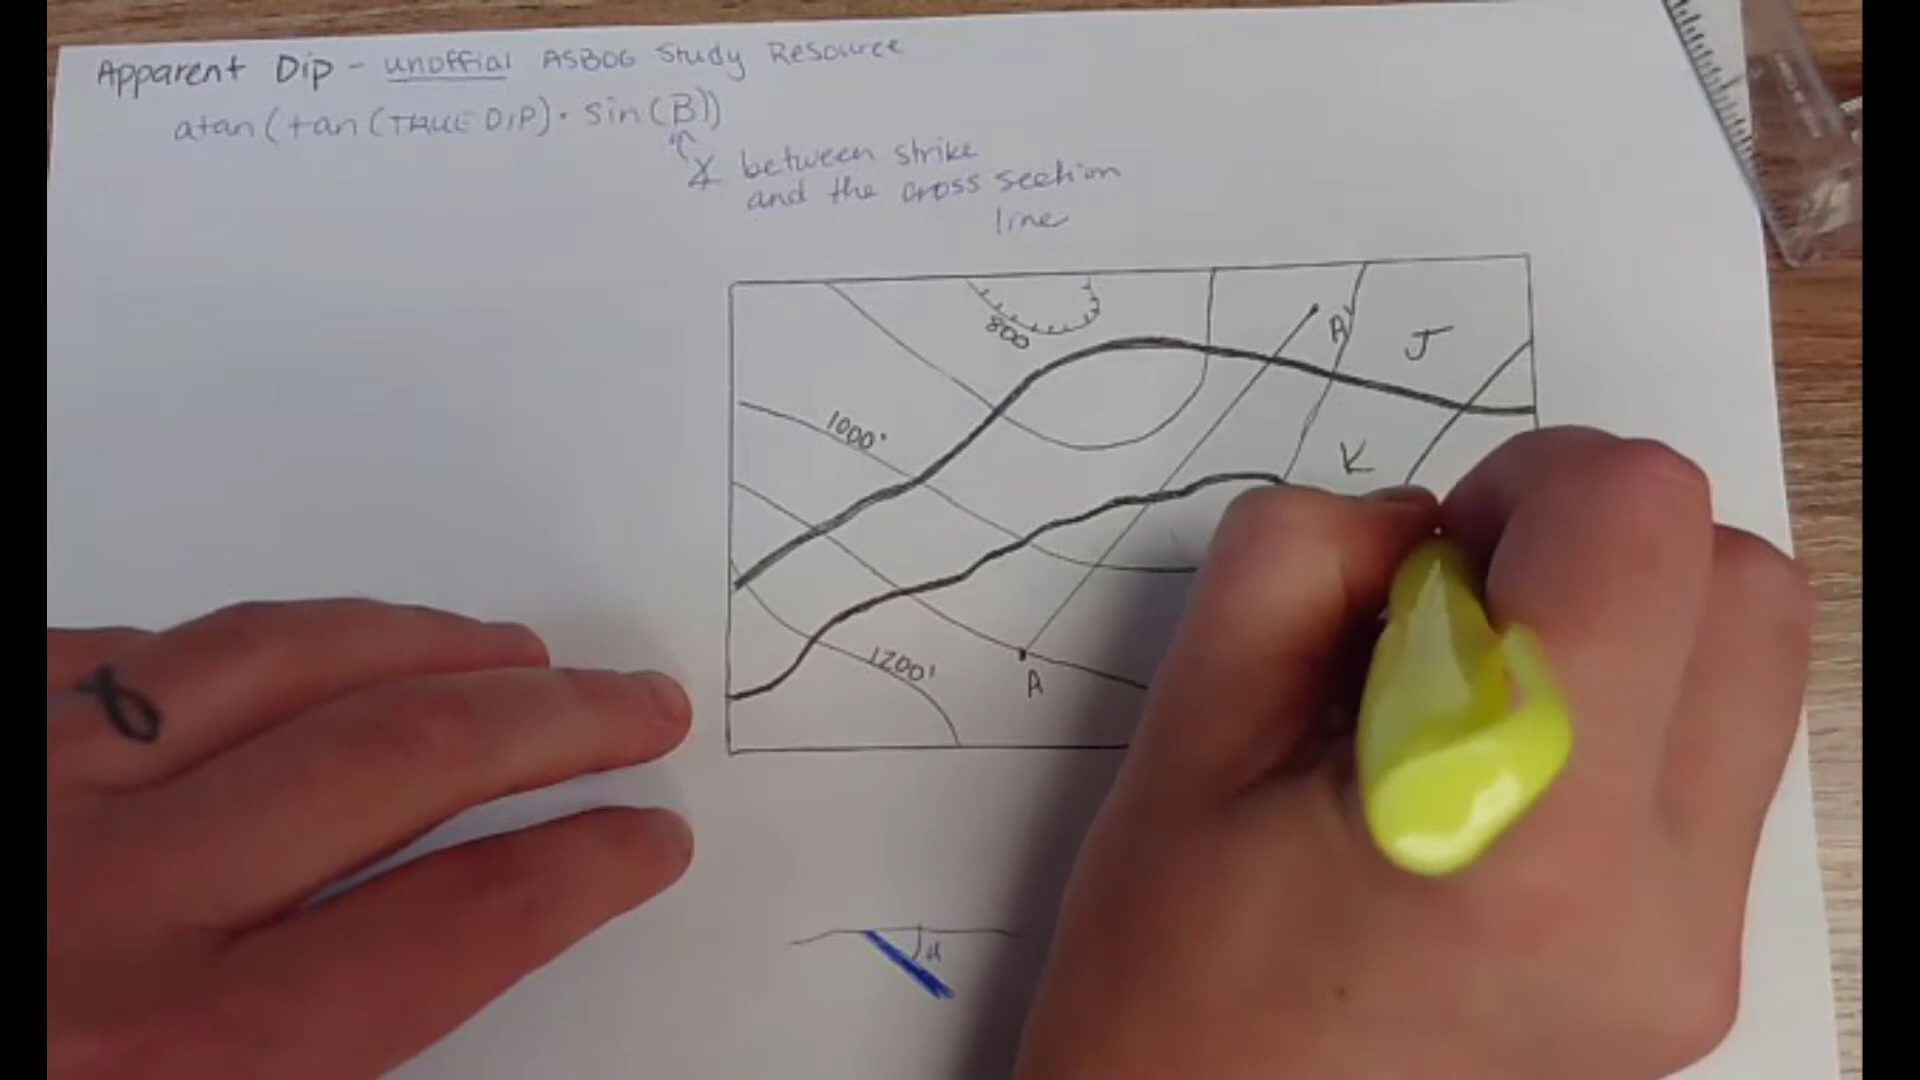 Apparent Dip - unoffial ASBOG Study Resource
atan(tan(TRUE DIP)· sin(B))
∡ between strike
and the cross section
line
800
A'
J
1000'
K
1200'
A
α